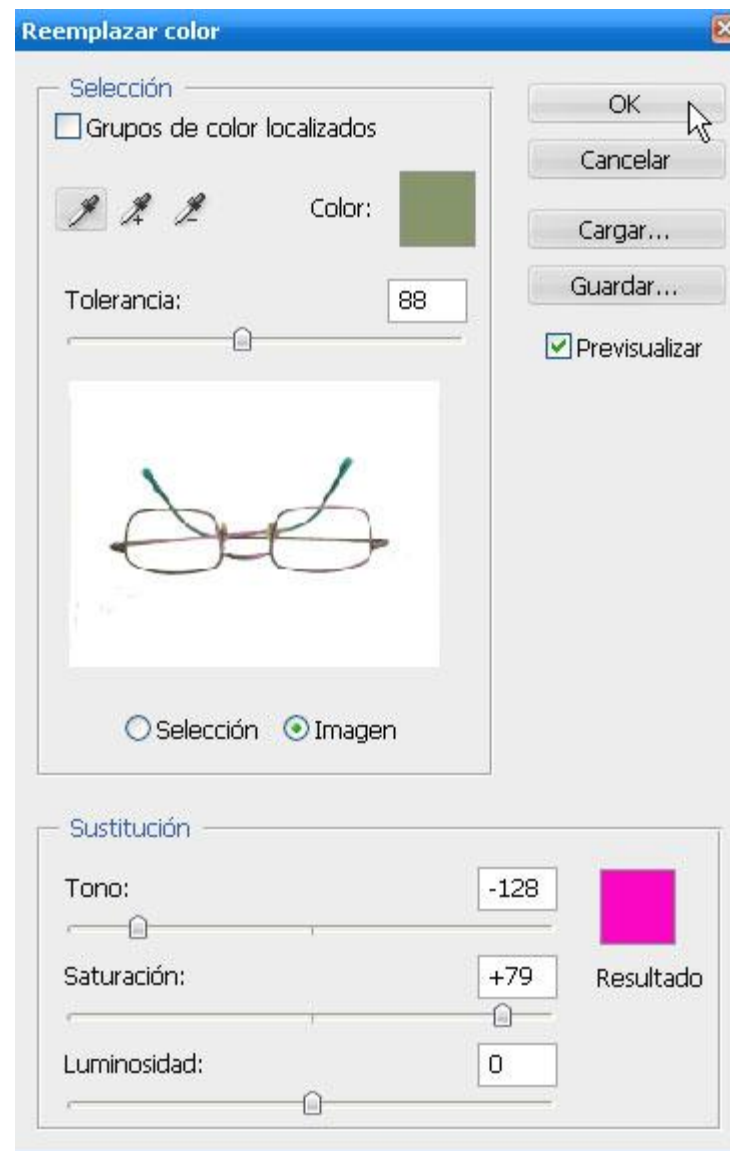 Reemplazar color
Selección
Grupos de color localizados
OK
Cancelar
Color:
Cargar...
Tolerancia:
88
Guardar...
Previsualizar
Selección
Imagen
Sustitución
Tono:
-128
Saturación:
+79
Resultado
Luminosidad:
0